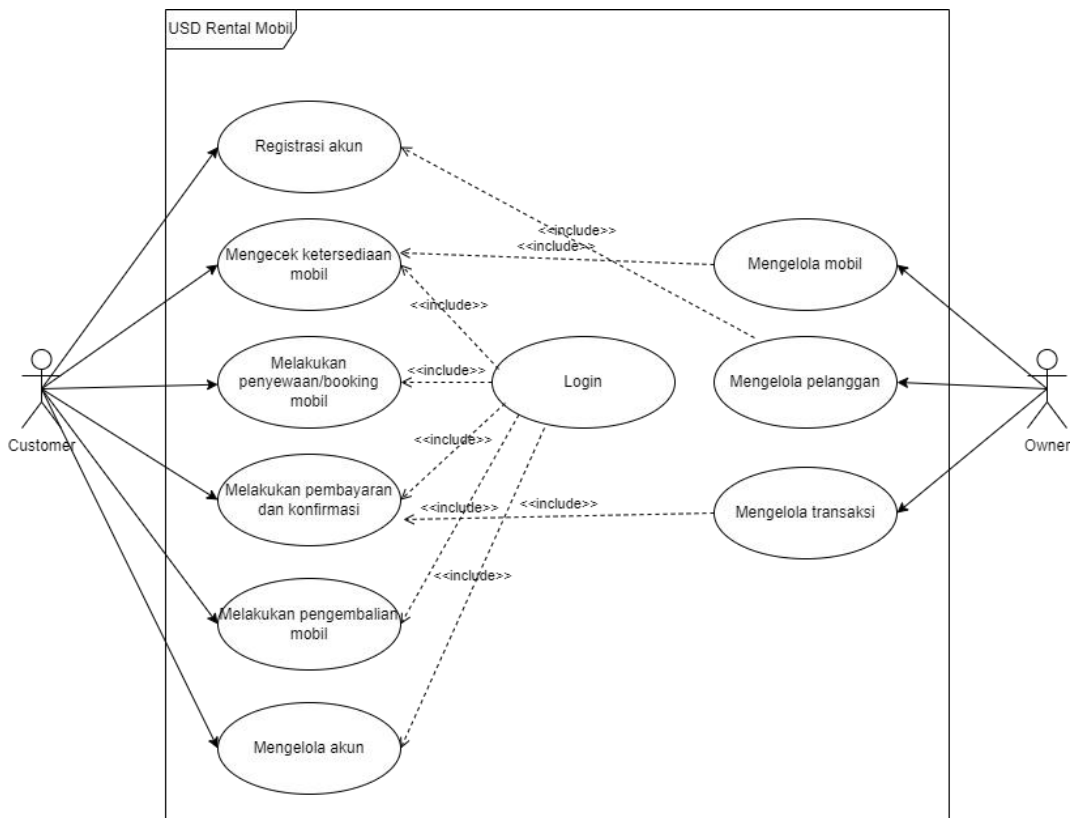 USD Rental Mobil
Registrasi akun
<<include>>
<<include>>
Mengecek ketersediaan
mobil
Mengelola mobil
<<include>>
Melakukan
penyewaan/booking
mobil
<<include>>
Login
Mengelola pelanggan
Customer
Owner
<<include>>
Melakukan pembayaran
dan konfirmasi
<<include>>
<<include>>
Mengelola transaksi
<<include>>
Melakukan pengembalian
mobil
Mengelola akun